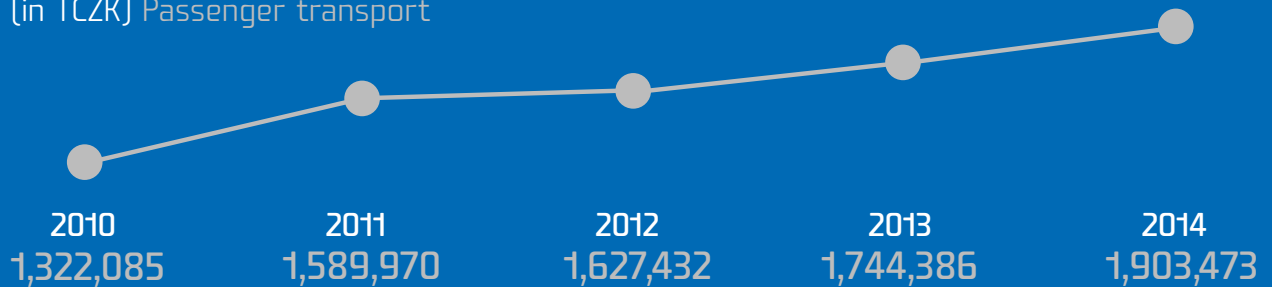 (in TCZK) Passenger transport
2010 2011 2012 2013 2014
1,322,085 1,589,970 1,627,432 1,744,386 1,903,473